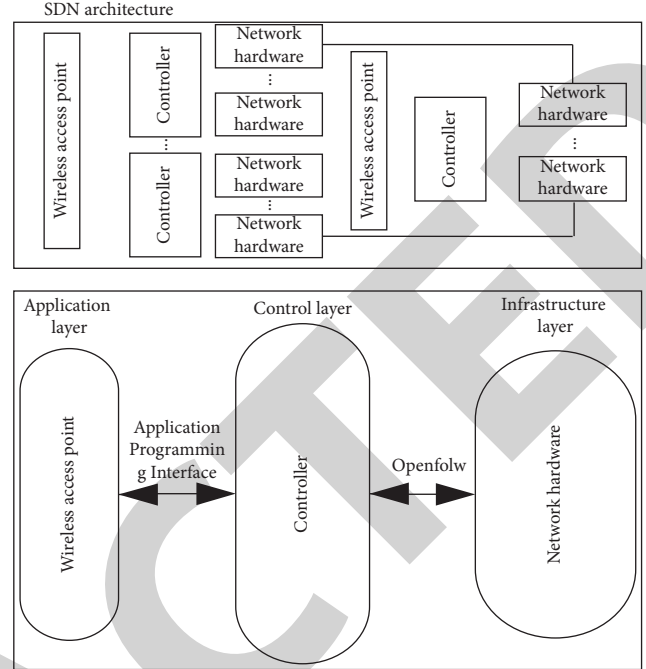 SDN architecture
Wireless access point
Controller
...
Controller
Network
hardware
...
Network
hardware
Network
hardware
...
Network
hardware
Wireless access point
Controller
Network
hardware
...
Network
hardware
Application
layer
Control layer
Infrastructure
layer
Wireless access point
Application
Programmin
g Interface
Controller
Openfolw
Network hardware
CTED